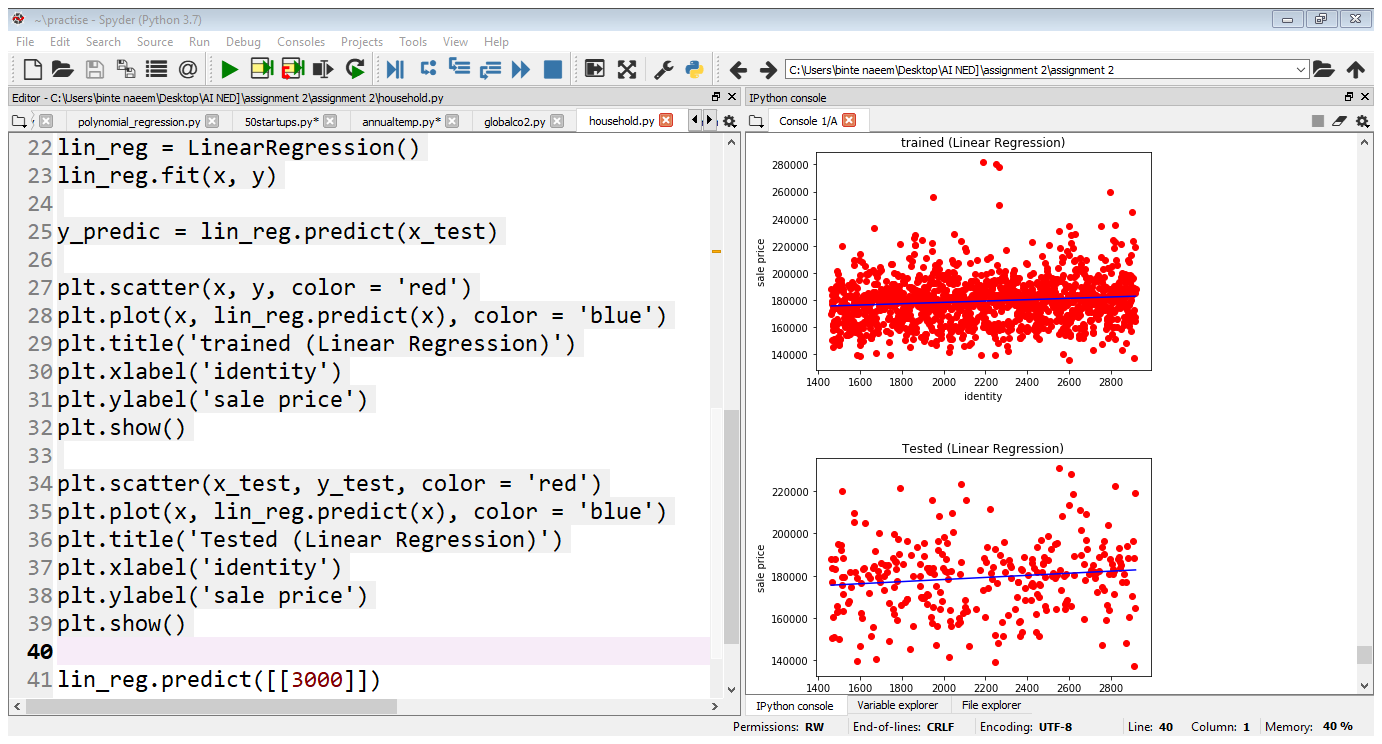 ~\practise - Spyder (Python 3.7)
File Edit Search Source Run Debug Consoles Projects Tools View Help
C:\Users\binte naeem\Desktop\AI NED]\assignment 2\assignment 2
Editor - C:\Users\binte naeem\Desktop\AI NED]\assignment 2\assignment 2\household.py
polynomial_regression.py 50startups.py* annualtemp.py* globalco2.py household.py
22 lin_reg = LinearRegression()
23 lin_reg.fit(x, y)
24
25 y_predic = lin_reg.predict(x_test)
26
27 plt.scatter(x, y, color = 'red')
28 plt.plot(x, lin_reg.predict(x), color = 'blue')
29 plt.title('trained (Linear Regression)')
30 plt.xlabel('identity')
31 plt.ylabel('sale price')
32 plt.show()
33
34 plt.scatter(x_test, y_test, color = 'red')
35 plt.plot(x, lin_reg.predict(x), color = 'blue')
36 plt.title('Tested (Linear Regression)')
37 plt.xlabel('identity')
38 plt.ylabel('sale price')
39 plt.show()
40
41 lin_reg.predict([[3000]])
IPython console
Console 1/A
trained (Linear Regression)
280000
260000
240000
220000
200000
180000
160000
140000
sale price
1400 1600 1800 2000 2200 2400 2600 2800
identity
Tested (Linear Regression)
220000
200000
180000
160000
140000
sale price
1400 1600 1800 2000 2200 2400 2600 2800
IPython console Variable explorer File explorer
Permissions: RW End-of-lines: CRLF Encoding: UTF-8 Line: 40 Column: 1 Memory: 40 %